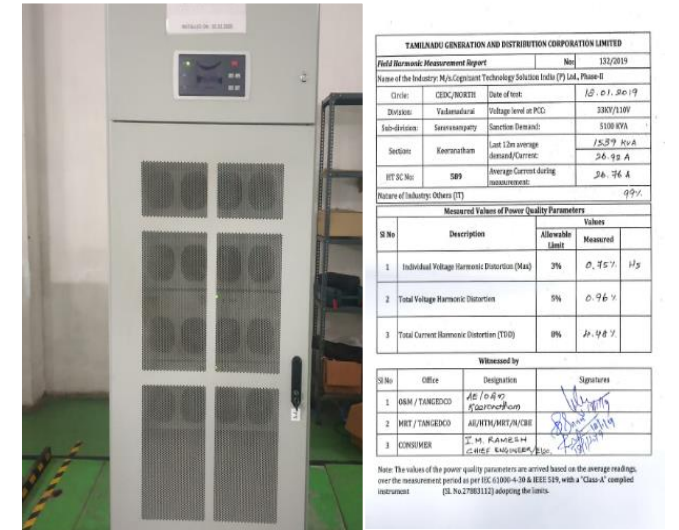 TAMILNADU GENERATION AND DISTRIBUTION CORPORATION LIMITED
Field Harmonic Measurement Report No: 132/2019
Name of the Industry: M/s.Cognizant Technology Solution India (P) Ltd., Phase-II
Circle: CEDC/NORTH Date of test: 18.01.2019
Division: Vadamadurai Voltage level at PCC: 33KV/110V
Sub-division: Saravanampatty Sanction Demand: 5100 KVA
Section: Keeranatham Last 12m average demand/Current: 1539 KVA
26.92 A
HT SC No: 589 Average Current during measurement: 26.76 A
Nature of Industry: Others (IT) 99%
Measured Values of Power Quality Parameters
Sl No Description Values
Allowable Limit Measured
1 Individual Voltage Harmonic Distortion (Max) 3% 0.75% H5
2 Total Voltage Harmonic Distortion 5% 0.96%
3 Total Current Harmonic Distortion (TDD) 8% 4.48%
Witnessed by
Sl No Office Designation Signatures
1 O&M / TANGEDCO AE/O&M
Keeranatham
2 MRT / TANGEDCO AE/HTM/MRT/N/CBE
3 CONSUMER I.M. RAMESH
CHIEF ENGINEER/
Note: The values of the power quality parameters are arrived based on the average readings,
over the measurement period as per IEC 61000-4-30 & IEEE 519, with a "Class-A" complied
instrument (Sl. No.27883112) adopting the limits.